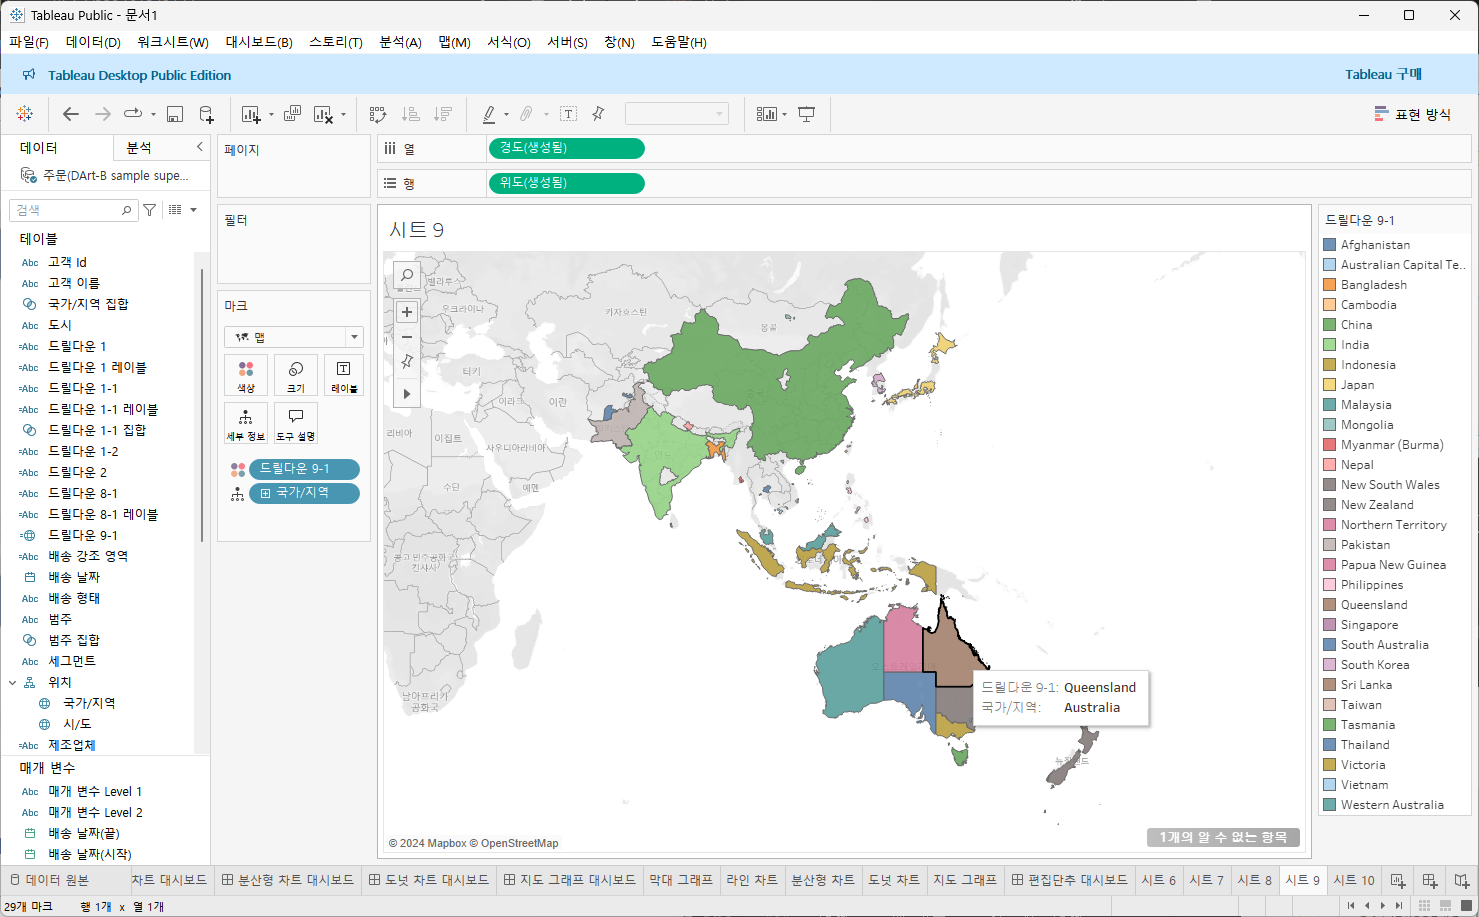 Tableau Public - 문서1
파일(F) 데이터(D) 워크시트(W) 대시보드(B) 스토리(T) 분석(A) 맵(M) 서식(O) 서버(S) 창(N) 도움말(H)
Tableau Desktop Public Edition
Tableau 구매
표현 방식
데이터
분석
주문(DArt-B sample supe...
검색
테이블
Abc 고객 Id
Abc 고객 이름
국가/지역 집합
Abc 도시
=Abc 드릴다운 1
=Abc 드릴다운 1 레이블
=Abc 드릴다운 1-1
=Abc 드릴다운 1-1 레이블
드릴다운 1-1 집합
=Abc 드릴다운 1-2
=Abc 드릴다운 2
=Abc 드릴다운 8-1
=Abc 드릴다운 8-1 레이블
드릴다운 9-1
=Abc 배송 강조 영역
배송 날짜
Abc 배송 형태
Abc 범주
범주 집합
Abc 세그먼트
위치
국가/지역
시/도
=Abc 제조업체
매개 변수
Abc 매개 변수 Level 1
Abc 매개 변수 Level 2
배송 날짜(끝)
배송 날짜(시작)
페이지
필터
마크
맵
색상
크기
레이블
세부 정보
도구 설명
드릴다운 9-1
국가/지역
열
경도(생성됨)
행
위도(생성됨)
시트 9
벨라루스
우크라이나
카자흐스탄
몽골
터키
이라크
이란
리비아
이집트
사우디아라비아
수단
예멘
콩고 민주공화국
킨샤사
남아프리카
공화국
드릴다운 9-1: Queensland
국가/지역: Australia
© 2024 Mapbox © OpenStreetMap
1개의 알 수 없는 항목
드릴다운 9-1
Afghanistan
Australian Capital Te..
Bangladesh
Cambodia
China
India
Indonesia
Japan
Malaysia
Mongolia
Myanmar (Burma)
Nepal
New South Wales
New Zealand
Northern Territory
Pakistan
Papua New Guinea
Philippines
Queensland
Singapore
South Australia
South Korea
Sri Lanka
Taiwan
Tasmania
Thailand
Victoria
Vietnam
Western Australia
데이터 원본
차트 대시보드
분산형 차트 대시보드
도넛 차트 대시보드
지도 그래프 대시보드
막대 그래프
라인 차트
분산형 차트
도넛 차트
지도 그래프
편집단추 대시보드
시트 6
시트 7
시트 8
시트 9
시트 10
29개 마크 행 1개 x 열 1개